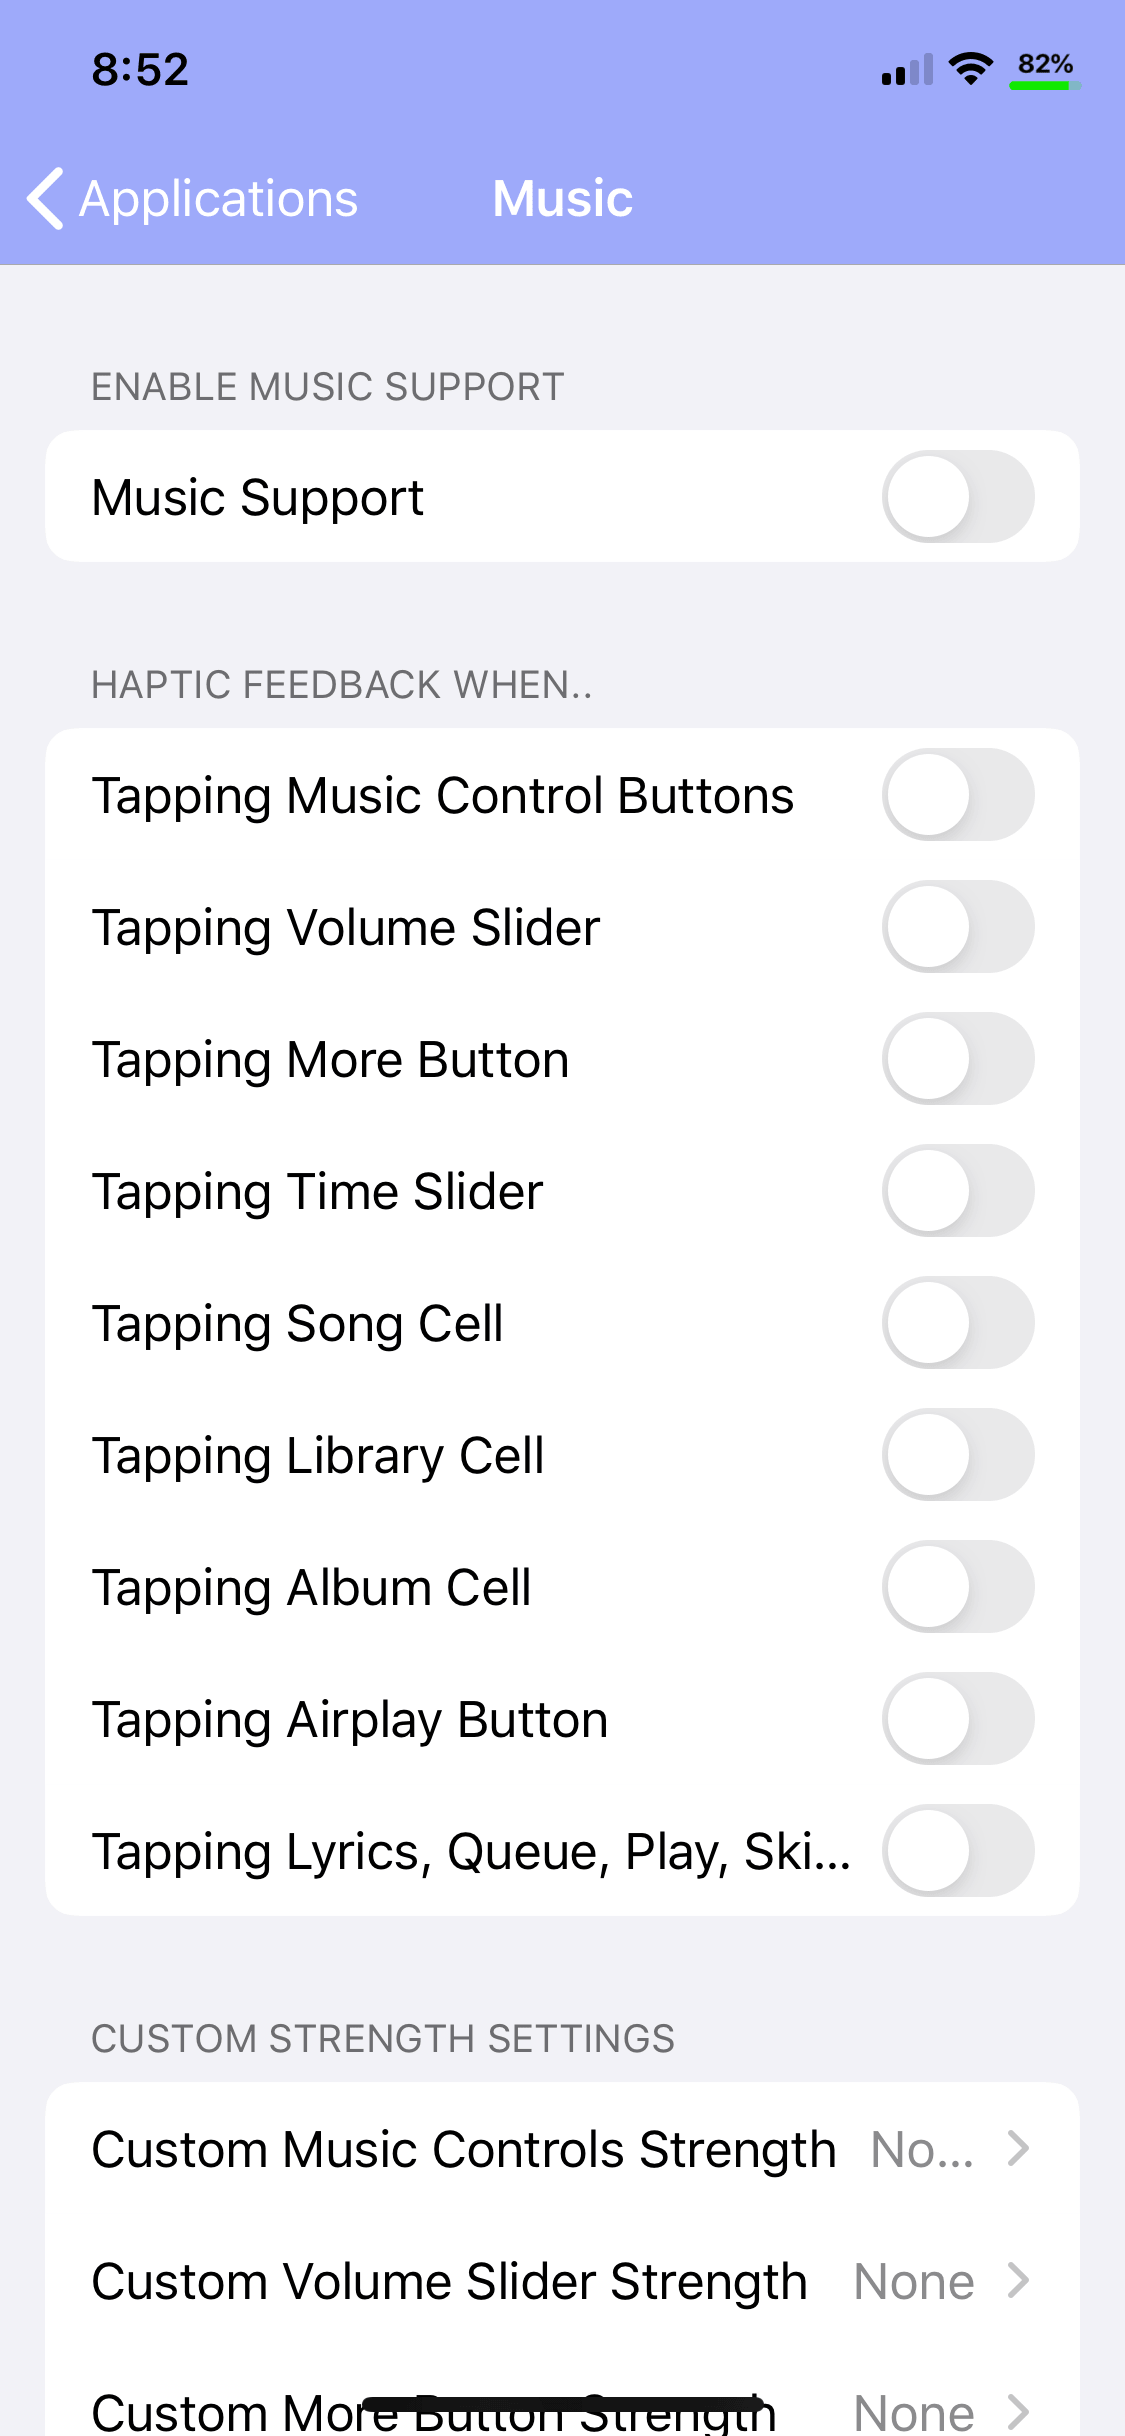 8:52
82%
Applications
Music
ENABLE MUSIC SUPPORT
Music Support
HAPTIC FEEDBACK WHEN..
Tapping Music Control Buttons
Tapping Volume Slider
Tapping More Button
Tapping Time Slider
Tapping Song Cell
Tapping Library Cell
Tapping Album Cell
Tapping Airplay Button
Tapping Lyrics, Queue, Play, Ski...
CUSTOM STRENGTH SETTINGS
Custom Music Controls Strength No...
Custom Volume Slider Strength None
Custom More Button Strength None